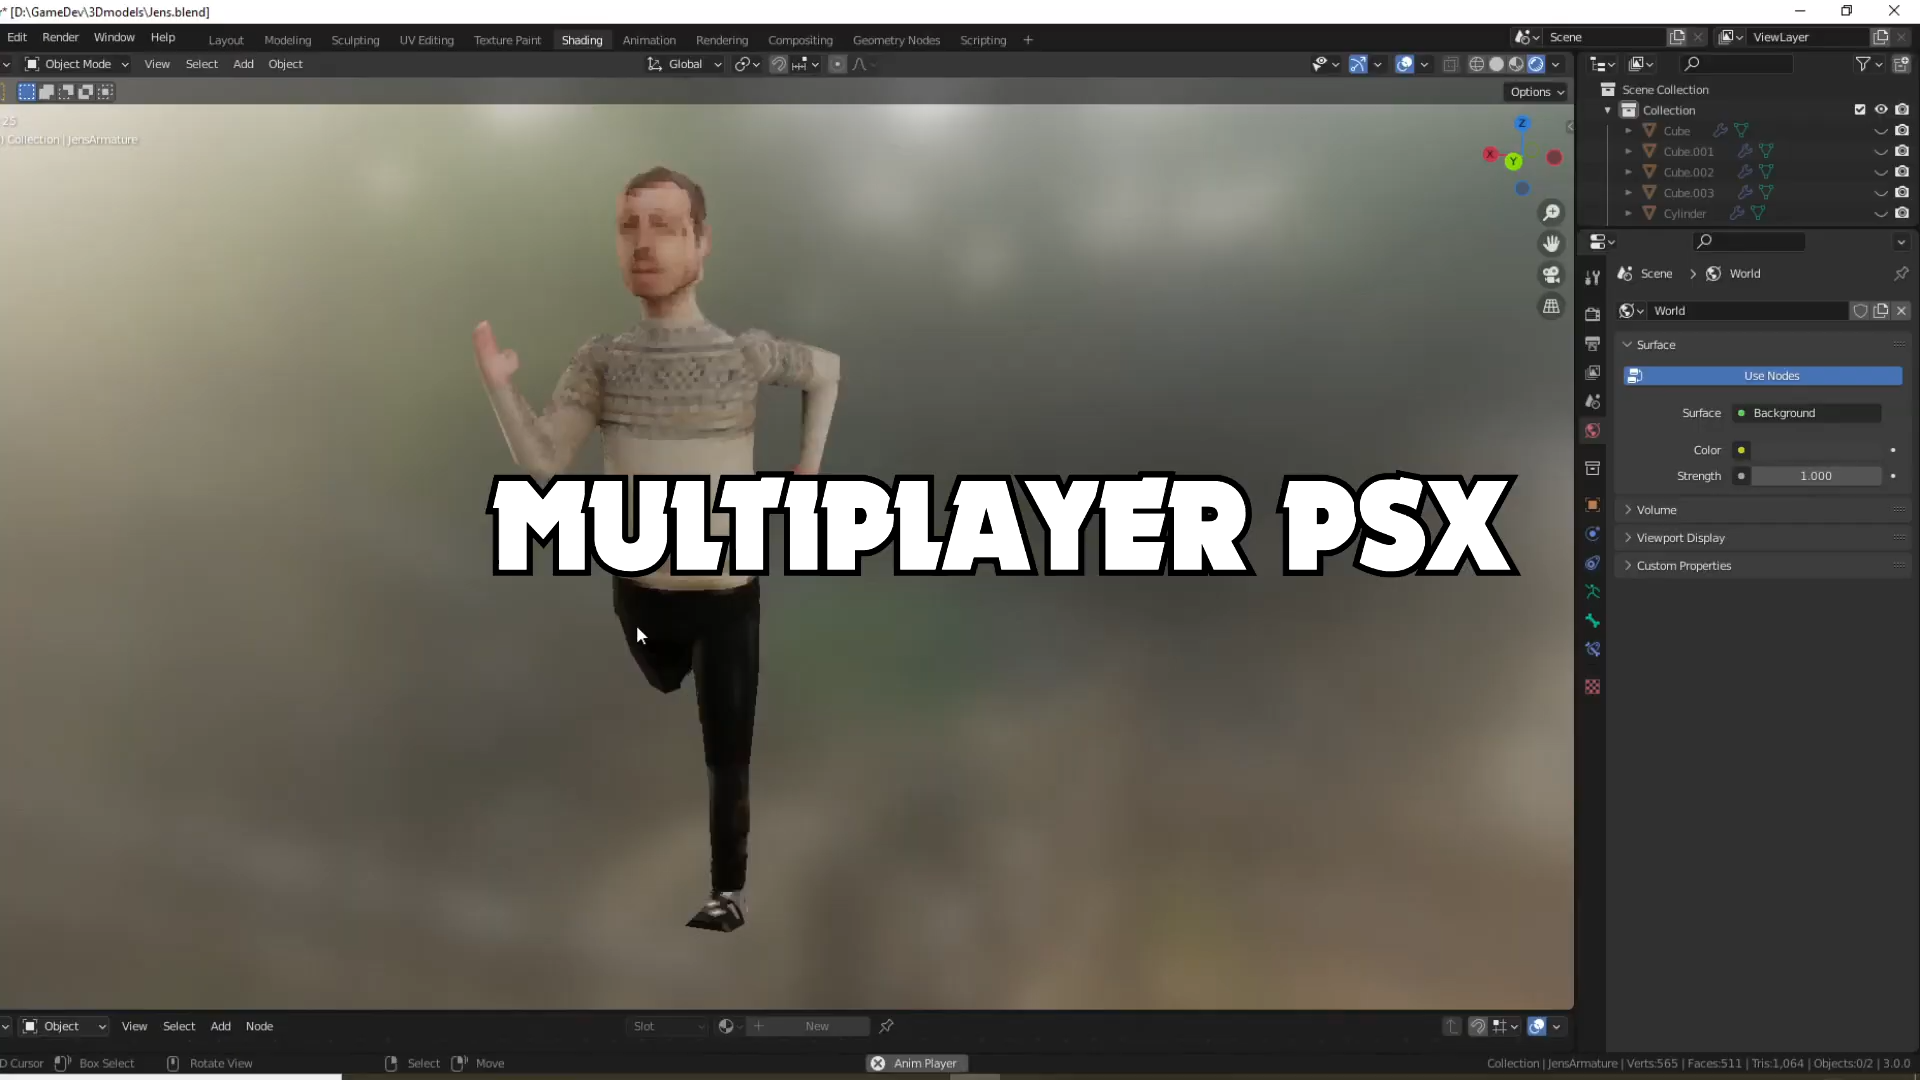 r* [D:\GameDev\3Dmodels\Jens.blend]
Edit Render Window Help Layout Modeling Sculpting UV Editing Texture Paint Shading Animation Rendering Compositing Geometry Nodes Scripting + Scene ViewLayer
Object Mode View Select Add Object Global
Options
25
) Collection | JensArmature
Z
X
Y
Scene Collection
Collection
Cube
Cube.001
Cube.002
Cube.003
Cylinder
Scene > World
World
Surface
Use Nodes
Surface Background
Color
Strength 1.000
Volume
Viewport Display
Custom Properties
MULTIPLAYER PSX
Object View Select Add Node Slot New
D Cursor Box Select Rotate View Select Move Anim Player Collection | JensArmature | Verts:565 | Faces:511 | Tris:1,064 | Objects:0/2 | 3.0.0